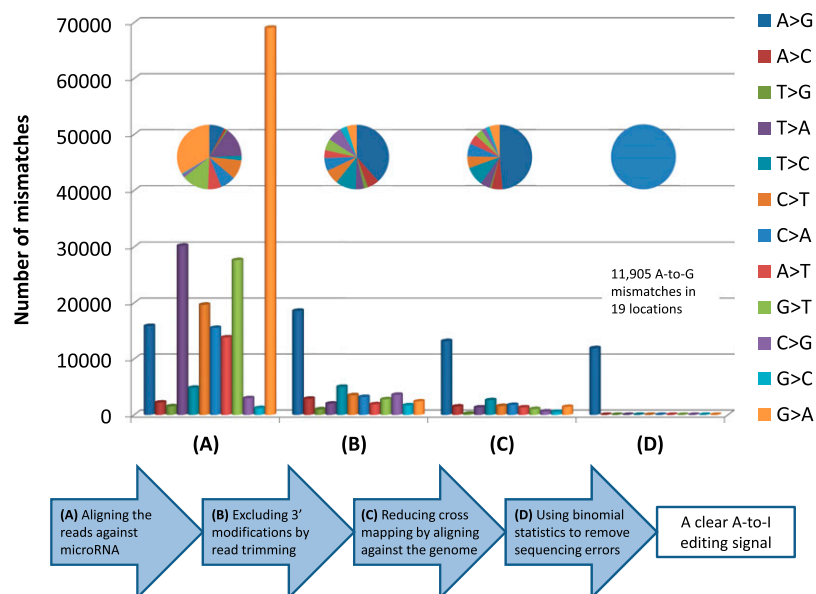 Number of mismatches
70000
60000
50000
40000
30000
20000
10000
0
11,905 A-to-G
mismatches in
19 locations
(A)
(B)
(C)
(D)
A>G
A>C
T>G
T>A
T>C
C>T
C>A
A>T
G>T
C>G
G>C
G>A
(A) Aligning the
reads against
microRNA
(B) Excluding 3’
modifications by
read trimming
(C) Reducing cross
mapping by aligning
against the genome
(D) Using binomial
statistics to remove
sequencing errors
A clear A-to-I
editing signal